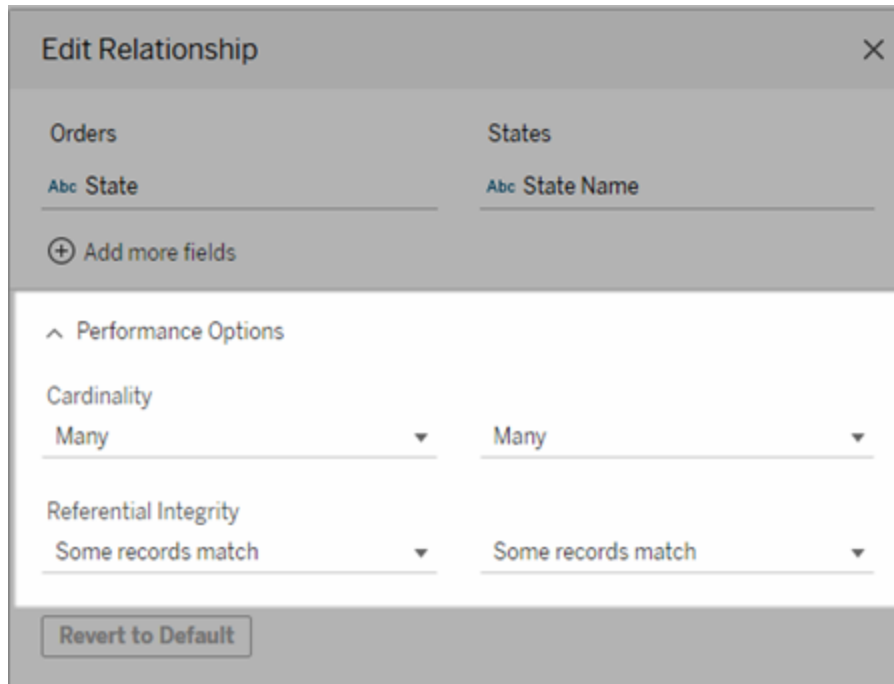 Edit Relationship
Orders States
Abc State Abc State Name
Add more fields
Performance Options
Cardinality
Many Many
Referential Integrity
Some records match Some records match
Revert to Default